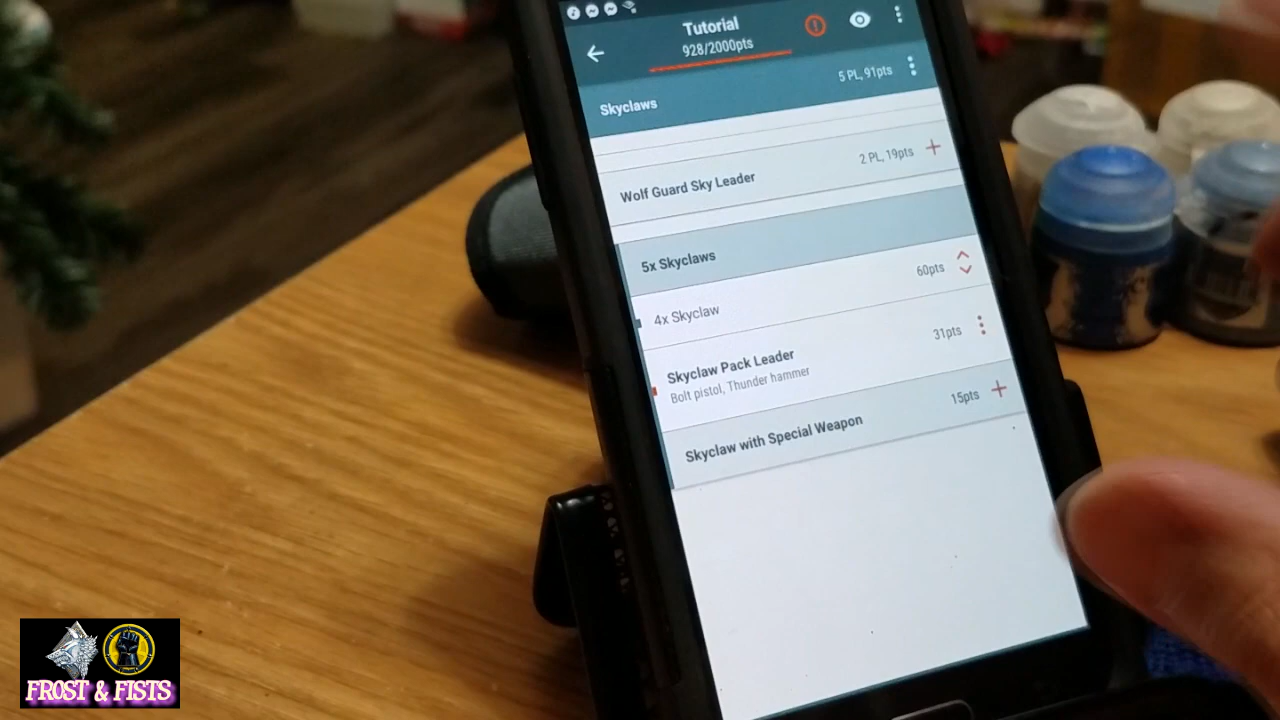 Tutorial
928/2000pts
Skyclaws
5 PL, 91pts
Wolf Guard Sky Leader
2 PL, 19pts
5x Skyclaws
4x Skyclaw
60pts
Skyclaw Pack Leader
31pts
Bolt pistol, Thunder hammer
Skyclaw with Special Weapon
15pts
FROST & FISTS